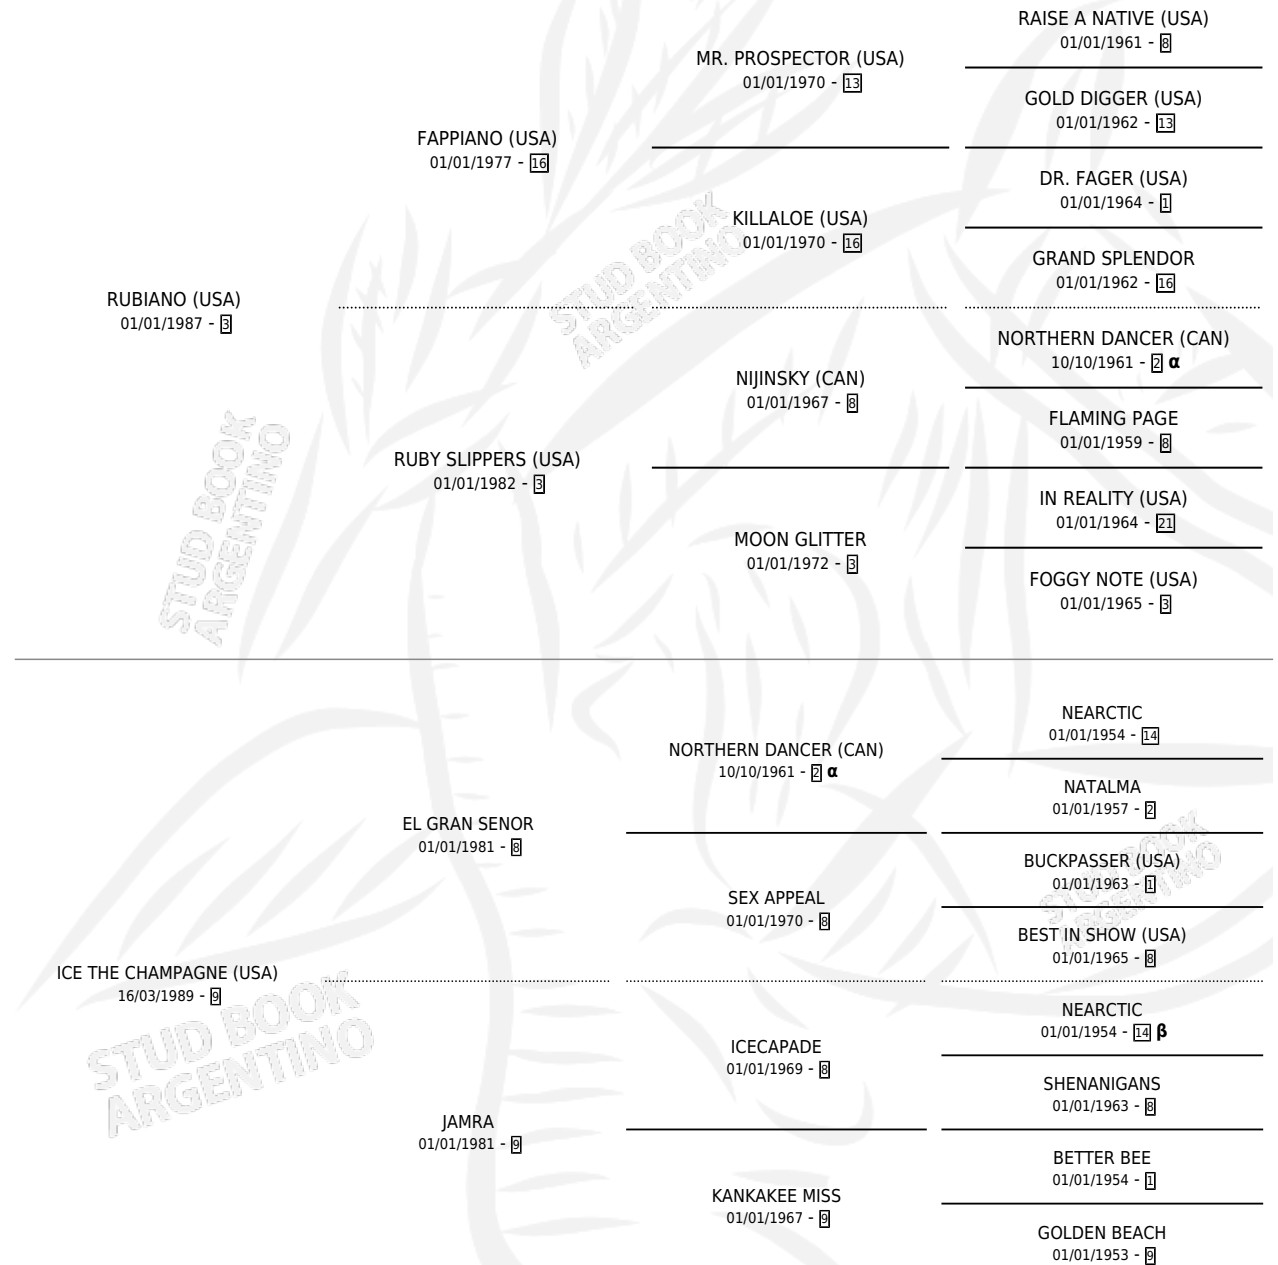 RAISE A NATIVE (USA)
01/01/1961 - 8
MR. PROSPECTOR (USA)
01/01/1970 - 13
GOLD DIGGER (USA)
01/01/1962 - 13
FAPPIANO (USA)
01/01/1977 - 16
DR. FAGER (USA)
01/01/1964 - 1
KILLALOE (USA)
01/01/1970 - 16
GRAND SPLENDOR
01/01/1962 - 16
RUBIANO (USA)
01/01/1987 - 3
NORTHERN DANCER (CAN)
10/10/1961 - 2 α
NIJINSKY (CAN)
01/01/1967 - 8
FLAMING PAGE
01/01/1959 - 8
RUBY SLIPPERS (USA)
01/01/1982 - 3
IN REALITY (USA)
01/01/1964 - 21
MOON GLITTER
01/01/1972 - 3
FOGGY NOTE (USA)
01/01/1965 - 3
NEARCTIC
01/01/1954 - 14
NORTHERN DANCER (CAN)
10/10/1961 - 2 α
NATALMA
01/01/1957 - 2
EL GRAN SENOR
01/01/1981 - 8
BUCKPASSER (USA)
01/01/1963 - 1
SEX APPEAL
01/01/1970 - 8
BEST IN SHOW (USA)
01/01/1965 - 8
ICE THE CHAMPAGNE (USA)
16/03/1989 - 9
NEARCTIC
01/01/1954 - 14 β
ICECAPADE
01/01/1969 - 8
SHENANIGANS
01/01/1963 - 8
JAMRA
01/01/1981 - 9
BETTER BEE
01/01/1954 - 1
KANKAKEE MISS
01/01/1967 - 9
GOLDEN BEACH
01/01/1953 - 9
STUD BOOK
ARGENTINO
STUD BOOK
ARGENTINO
STUD BOOK
ARGENTINO
STUD BOOK
ARGENTINO